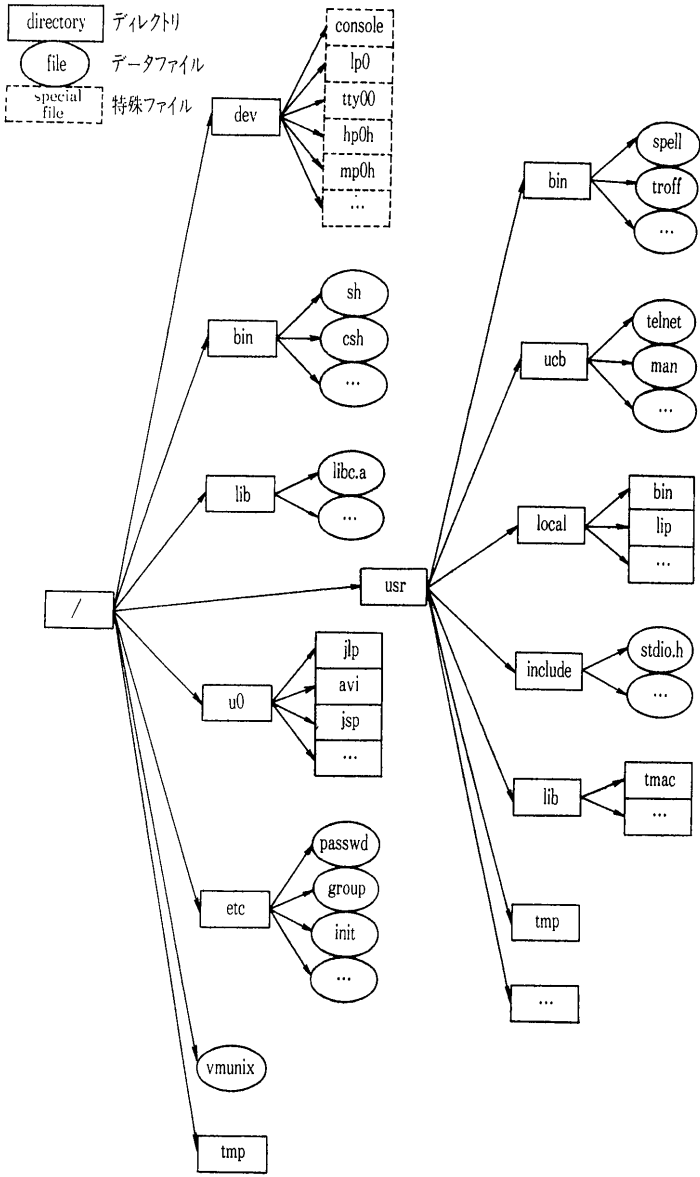 directory ディレクトリ
file データファイル
special file 特殊ファイル
/
dev
console
lp0
tty00
hp0h
mp0h
...
bin
sh
csh
...
lib
libc.a
...
usr
u0
jlp
avi
jsp
...
etc
passwd
group
init
...
vmunix
tmp
bin
spell
troff
...
ucb
telnet
man
...
local
bin
lip
...
include
stdio.h
...
lib
tmac
...
tmp
...